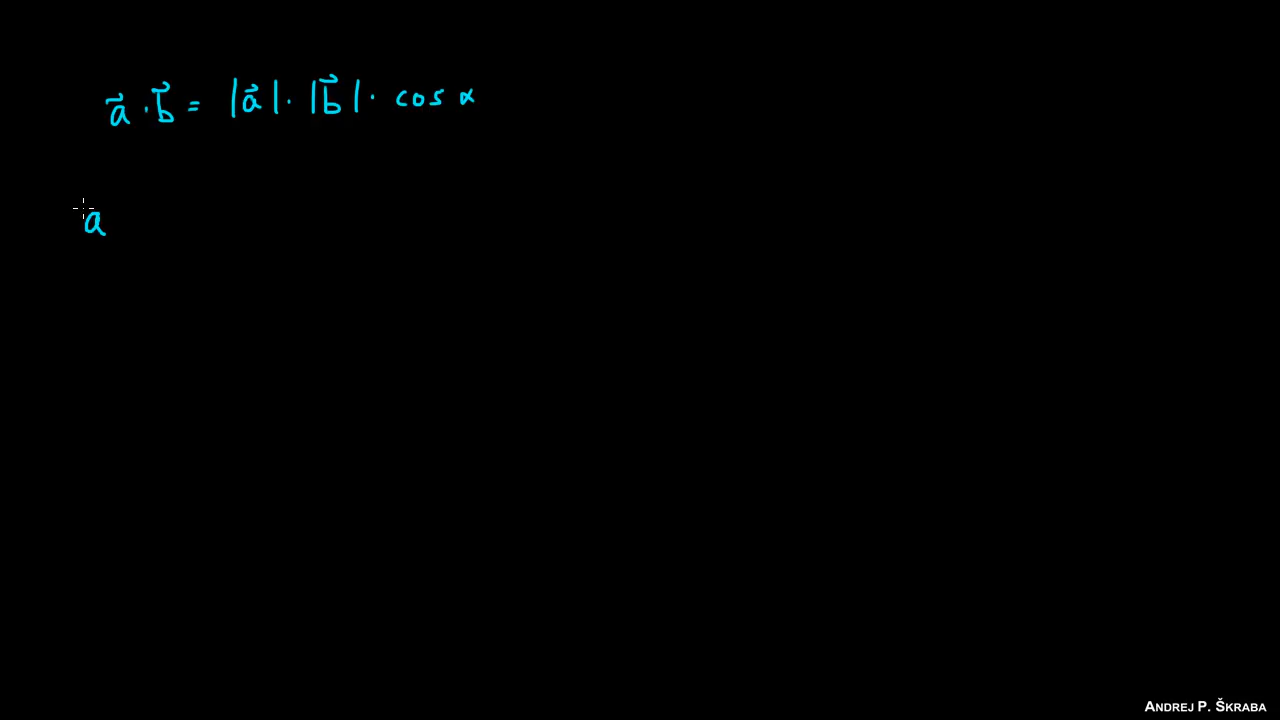 a⃗ · b⃗ = |a⃗| · |b⃗| · cos α
a
ANDREJ P. ŠKRABA